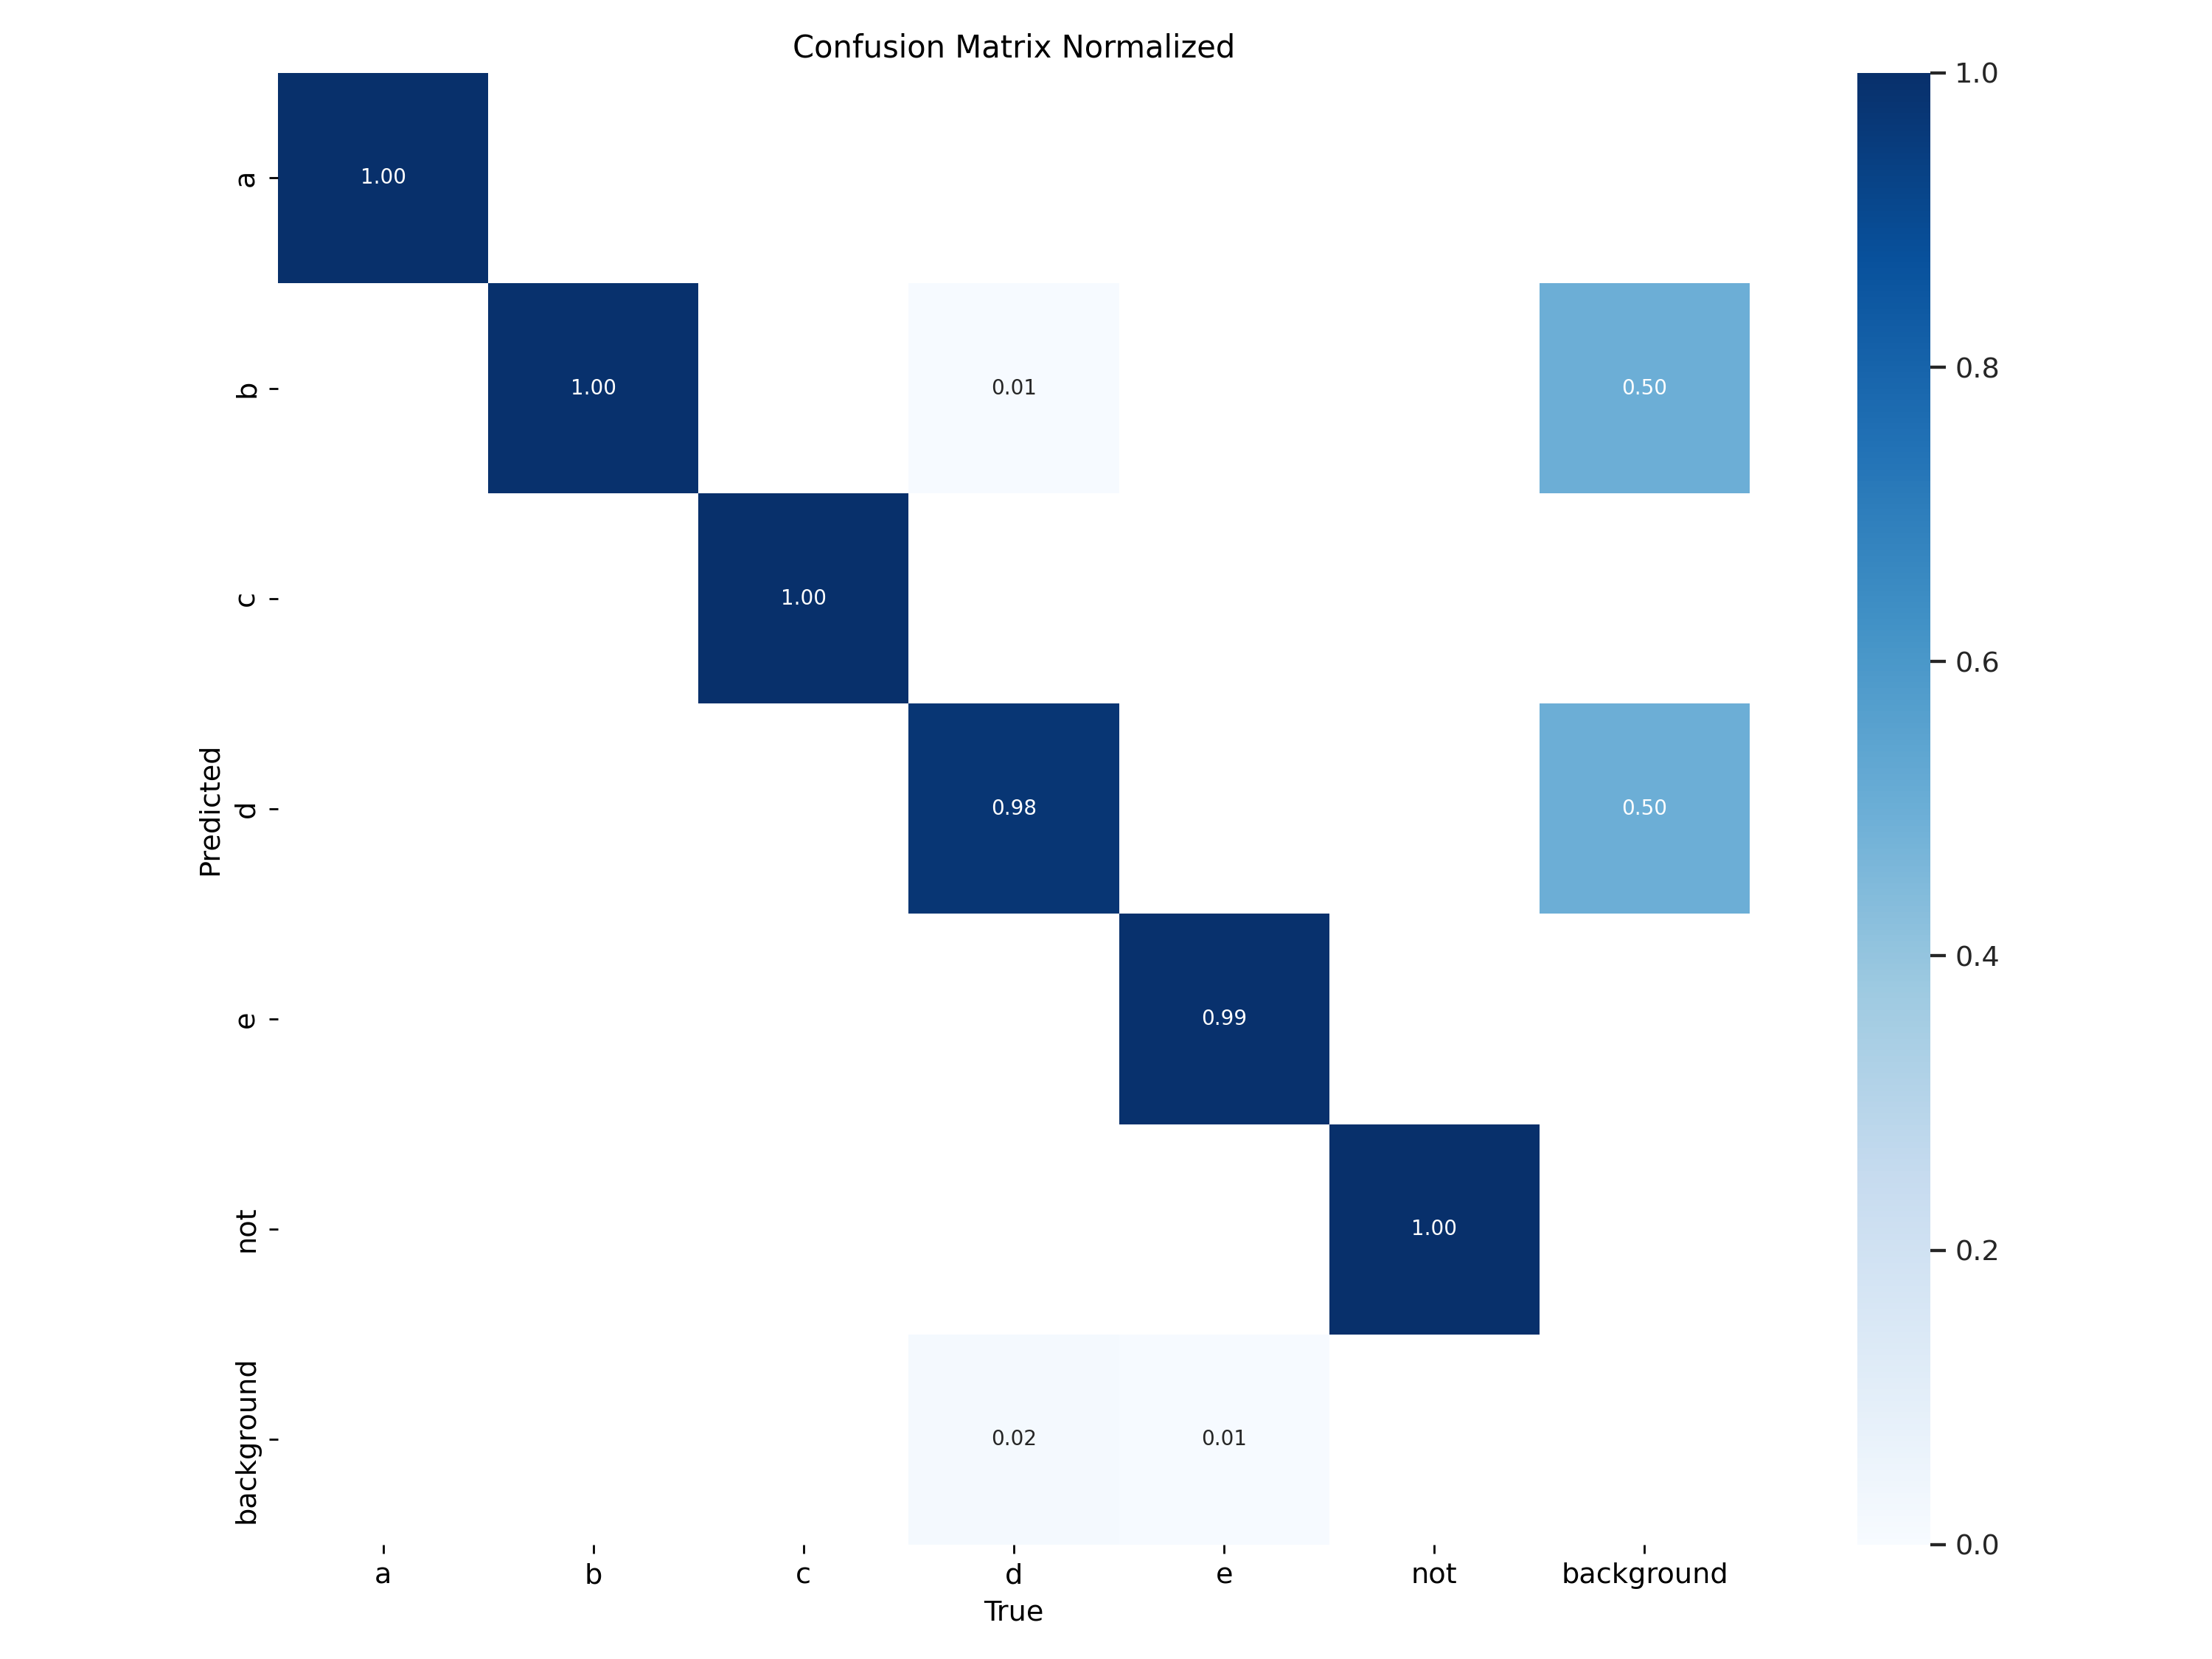 Confusion Matrix Normalized
1.0
a
1.00
0.8
b
1.00
0.01
0.50
c
1.00
0.6
Predicted
d
0.98
0.50
0.4
e
0.99
not
1.00
0.2
background
0.02
0.01
0.0
a b c d e not background
True